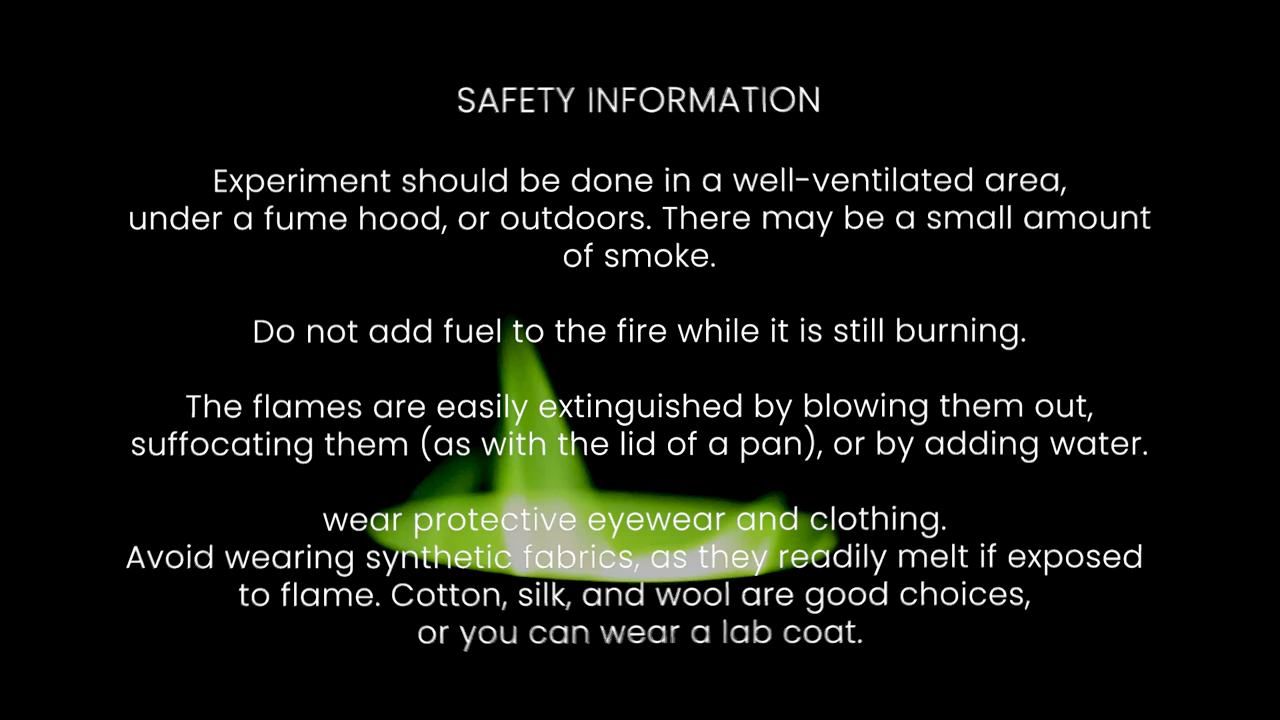 SAFETY INFORMATION
Experiment should be done in a well-ventilated area,
under a fume hood, or outdoors. There may be a small amount
of smoke.
Do not add fuel to the fire while it is still burning.
The flames are easily extinguished by blowing them out,
suffocating them (as with the lid of a pan), or by adding water.
wear protective eyewear and clothing.
Avoid wearing synthetic fabrics, as they readily melt if exposed
to flame. Cotton, silk, and wool are good choices,
or you can wear a lab coat.